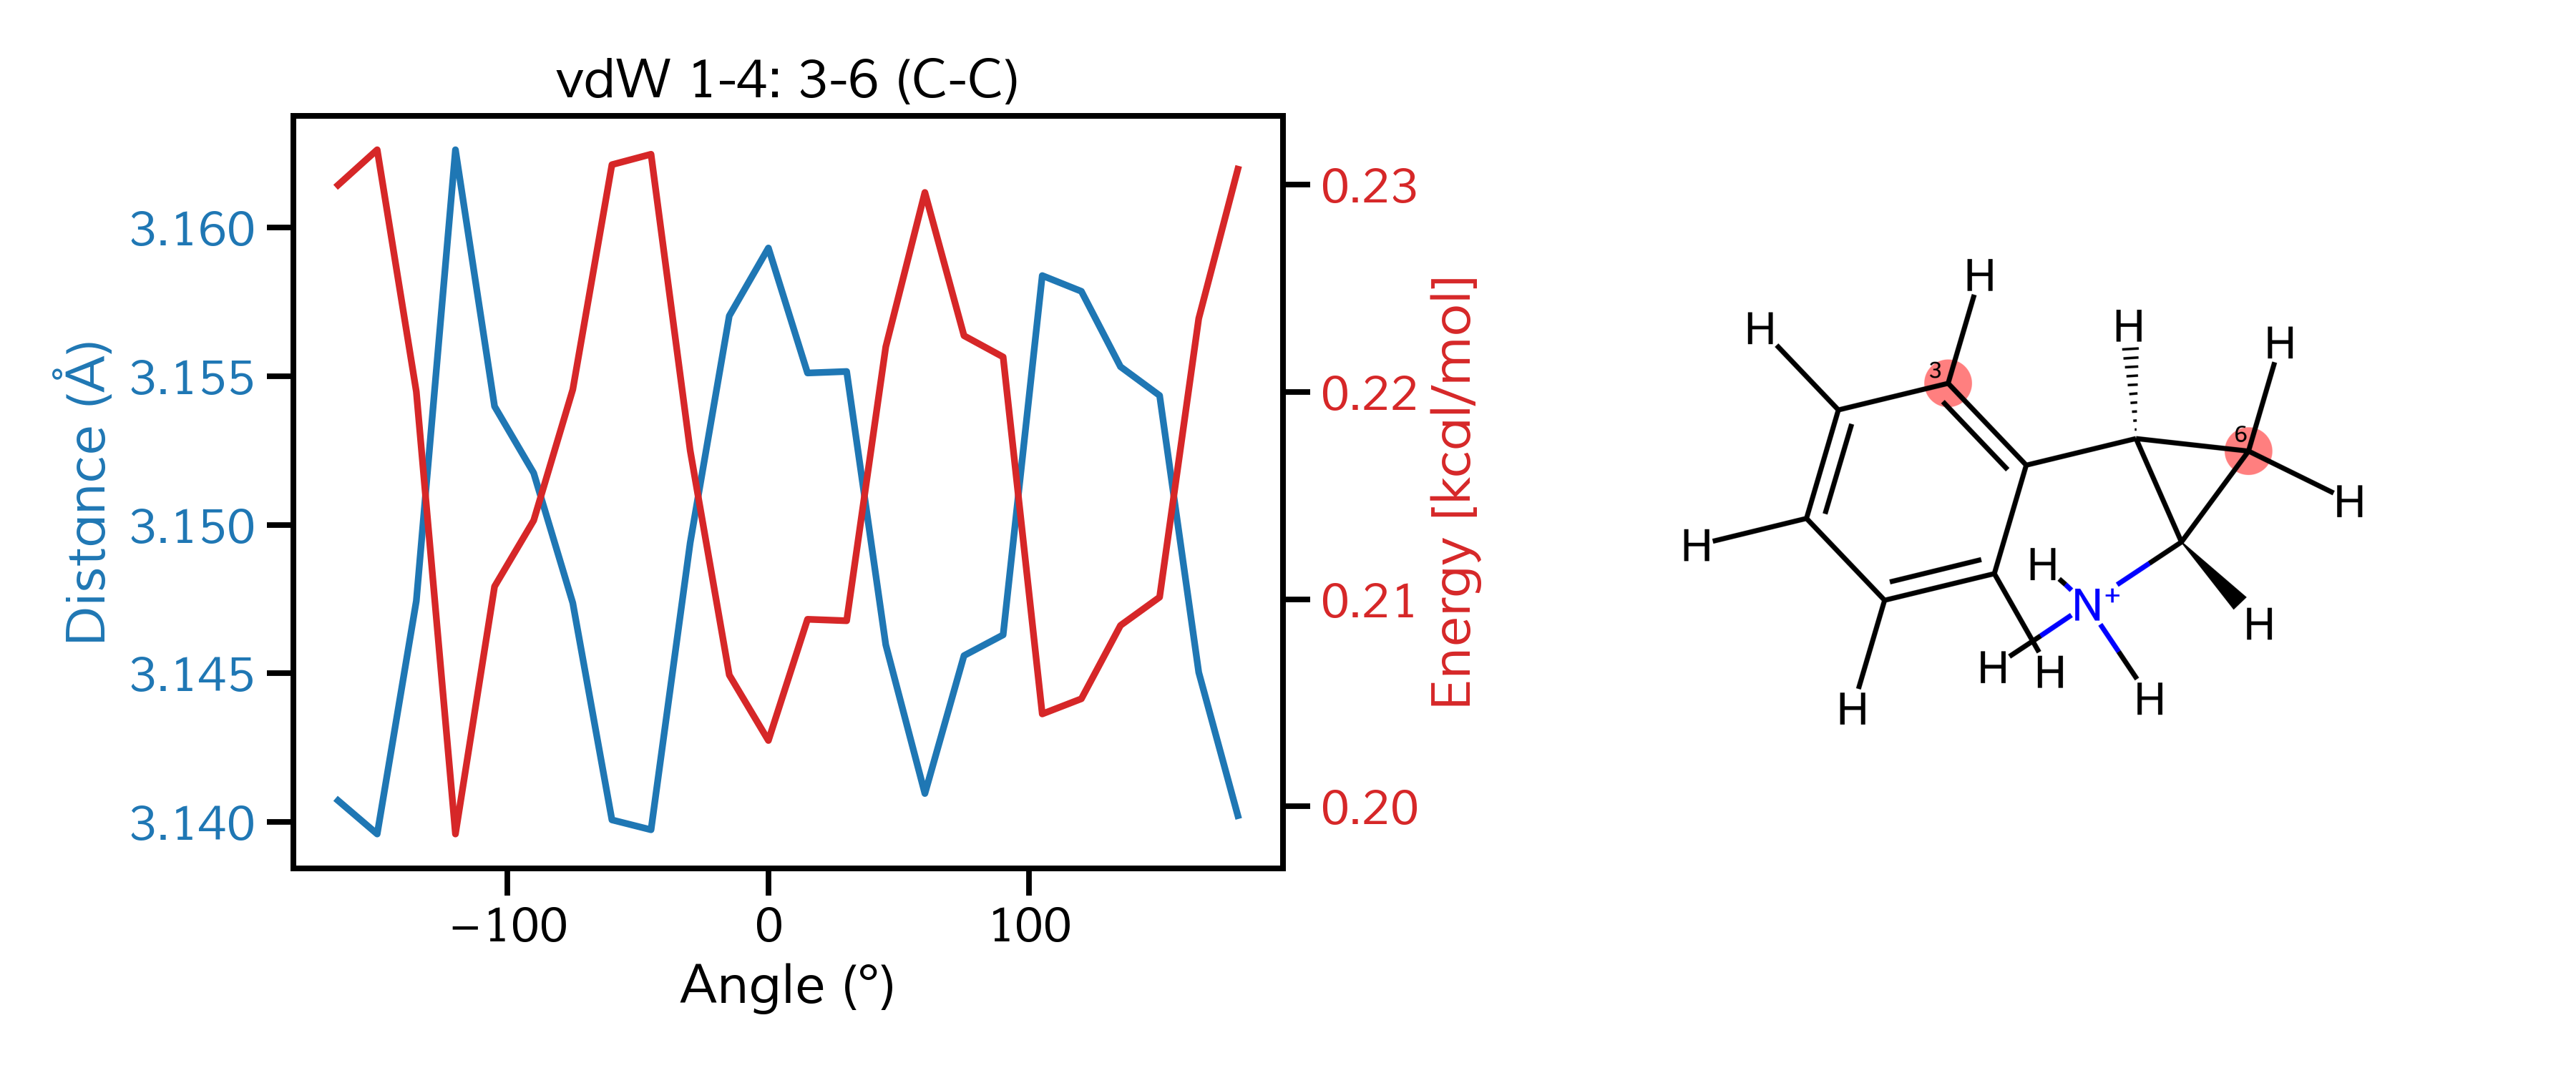 vdW 1-4: 3-6 (C-C)
Distance (Å)
3.160
3.155
3.150
3.145
3.140
0.23
0.22
0.21
0.20
Energy [kcal/mol]
−100
0
100
Angle (°)
H
H
H
H
3
6
H
H
H
H
N+
H
H
H
H
H